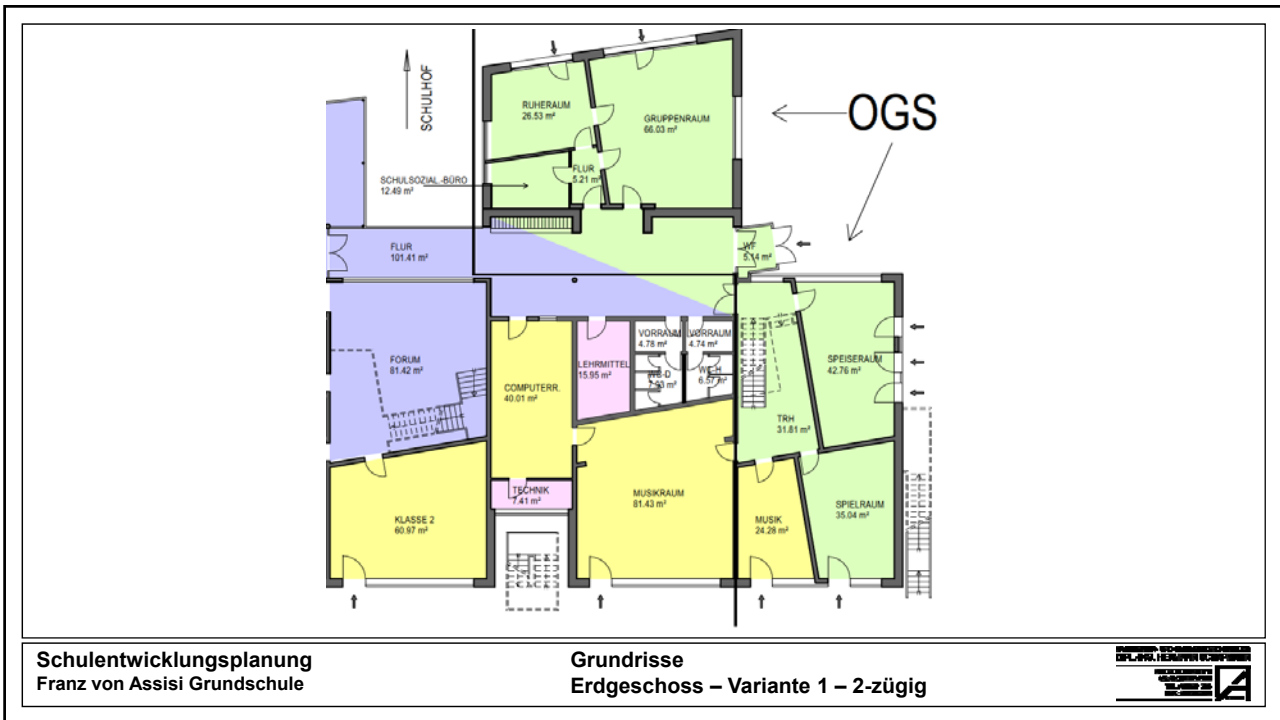 SCHULHOF
OGS
RUHERAUM
26.53 m²
GRUPPENRAUM
66.03 m²
FLUR
5.21 m²
SCHULSOZIAL.-BÜRO
12.49 m²
FLUR
101.41 m²
WF
5.14 m²
FORUM
81.42 m²
COMPUTERR.
40.01 m²
LEHRMITTEL
15.95 m²
VORRAUM
4.78 m²
VORRAUM
4.74 m²
WC-D
WC-H
6.57 m²
SPEISERAUM
42.76 m²
TRH
31.81 m²
TECHNIK
7.41 m²
KLASSE 2
60.97 m²
MUSIKRAUM
81.43 m²
MUSIK
24.28 m²
SPIELRAUM
35.04 m²
Schulentwicklungsplanung
Franz von Assisi Grundschule
Grundrisse
Erdgeschoss – Variante 1 – 2-zügig